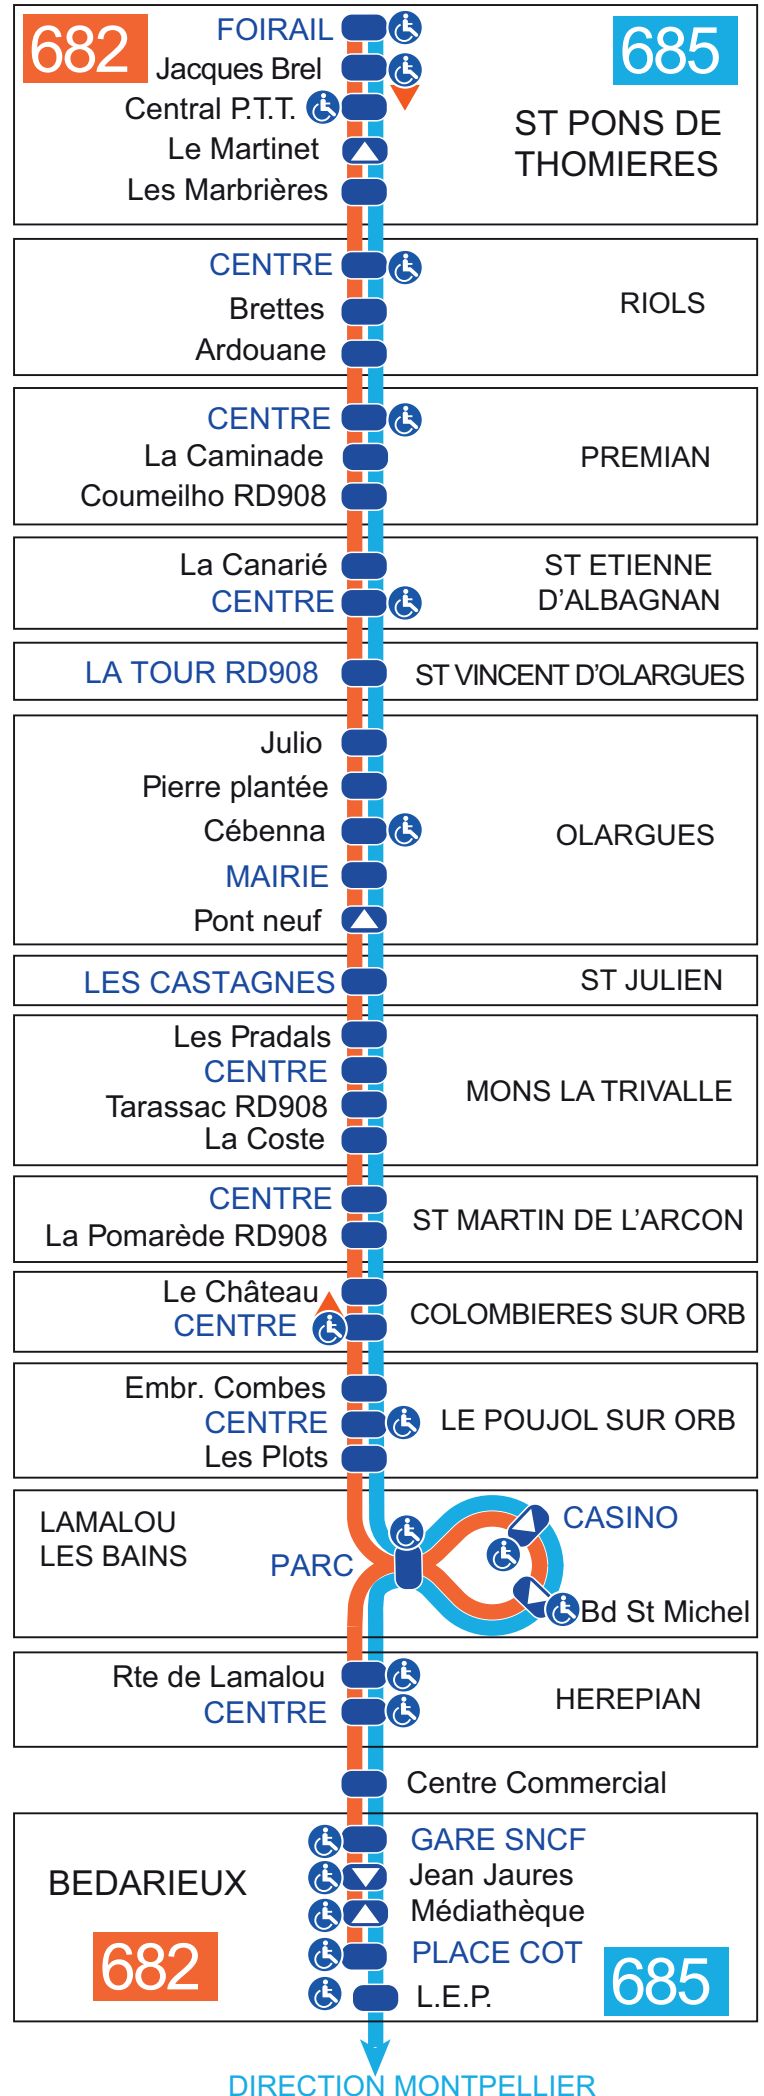 682
FOIRAIL
685
Jacques Brel
Central P.T.T.
ST PONS DE
THOMIERES
Le Martinet
Les Marbrières
CENTRE
Brettes
RIOLS
Ardouane
CENTRE
La Caminade
PREMIAN
Coumeilho RD908
La Canarié
ST ETIENNE
CENTRE
D'ALBAGNAN
LA TOUR RD908
ST VINCENT D'OLARGUES
Julio
Pierre plantée
Cébenna
OLARGUES
MAIRIE
Pont neuf
LES CASTAGNES
ST JULIEN
Les Pradals
CENTRE
MONS LA TRIVALLE
Tarassac RD908
La Coste
CENTRE
ST MARTIN DE L'ARCON
La Pomarède RD908
Le Château
COLOMBIERES SUR ORB
CENTRE
Embr. Combes
CENTRE
LE POUJOL SUR ORB
Les Plots
LAMALOU
LES BAINS
CASINO
PARC
Bd St Michel
Rte de Lamalou
HEREPIAN
CENTRE
Centre Commercial
GARE SNCF
BEDARIEUX
Jean Jaures
Médiathèque
PLACE COT
682
685
L.E.P.
DIRECTION MONTPELLIER